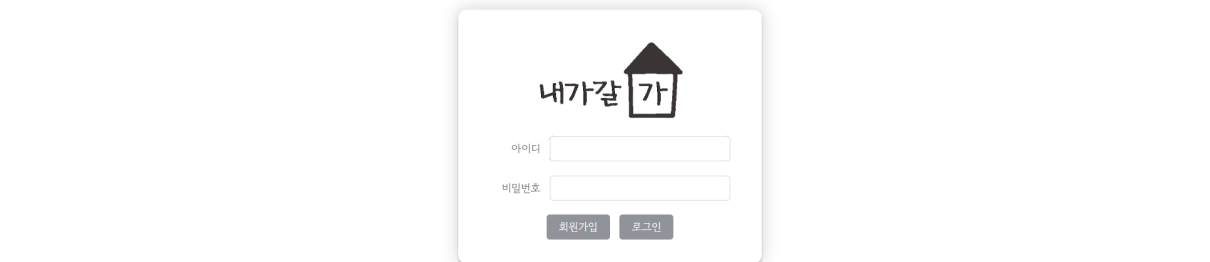 내가갈 가
아이디
비밀번호
회원가입 로그인